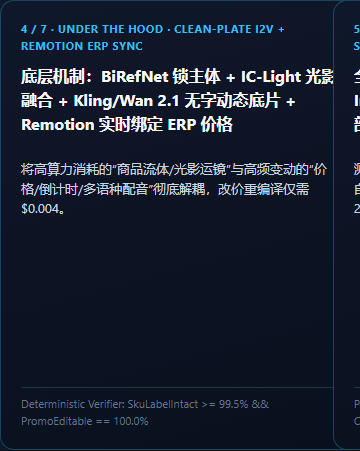 4 / 7 · UNDER THE HOOD · CLEAN-PLATE I2V +
REMOTION ERP SYNC
底层机制：BiRefNet 锁主体 + IC-Light 光影
融合 + Kling/Wan 2.1 无字动态底片 +
Remotion 实时绑定 ERP 价格
将高算力消耗的“商品流体/光影运镜”与高频变动的“价
格/倒计时/多语种配音”彻底解耦，改价重编译仅需
$0.004。
Deterministic Verifier: SkuLabelIntact >= 99.5% &&
PromoEditable == 100.0%